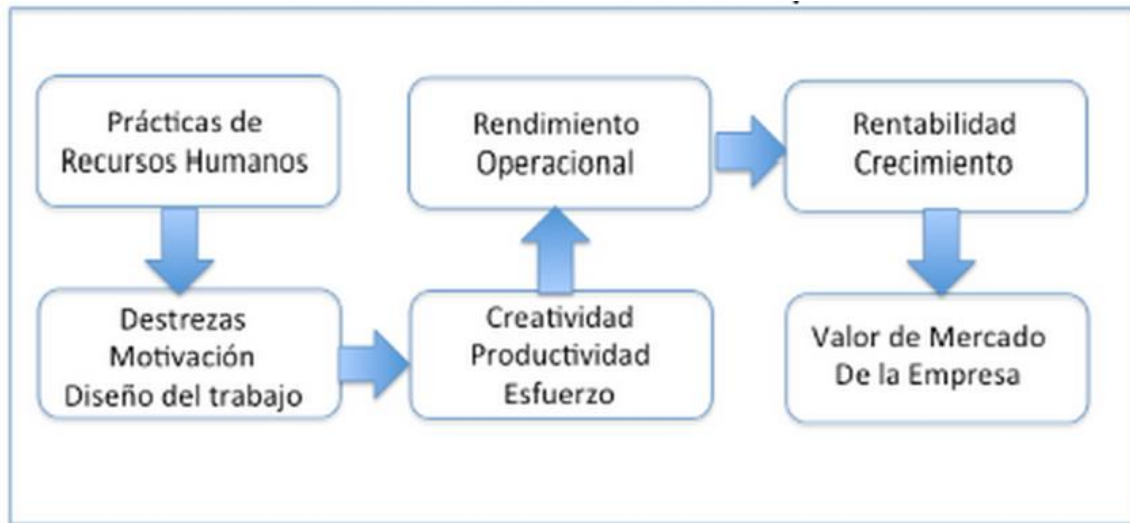 Prácticas de
Recursos Humanos
Destrezas
Motivación
Diseño del trabajo
Creatividad
Productividad
Esfuerzo
Rendimiento
Operacional
Rentabilidad
Crecimiento
Valor de Mercado
De la Empresa